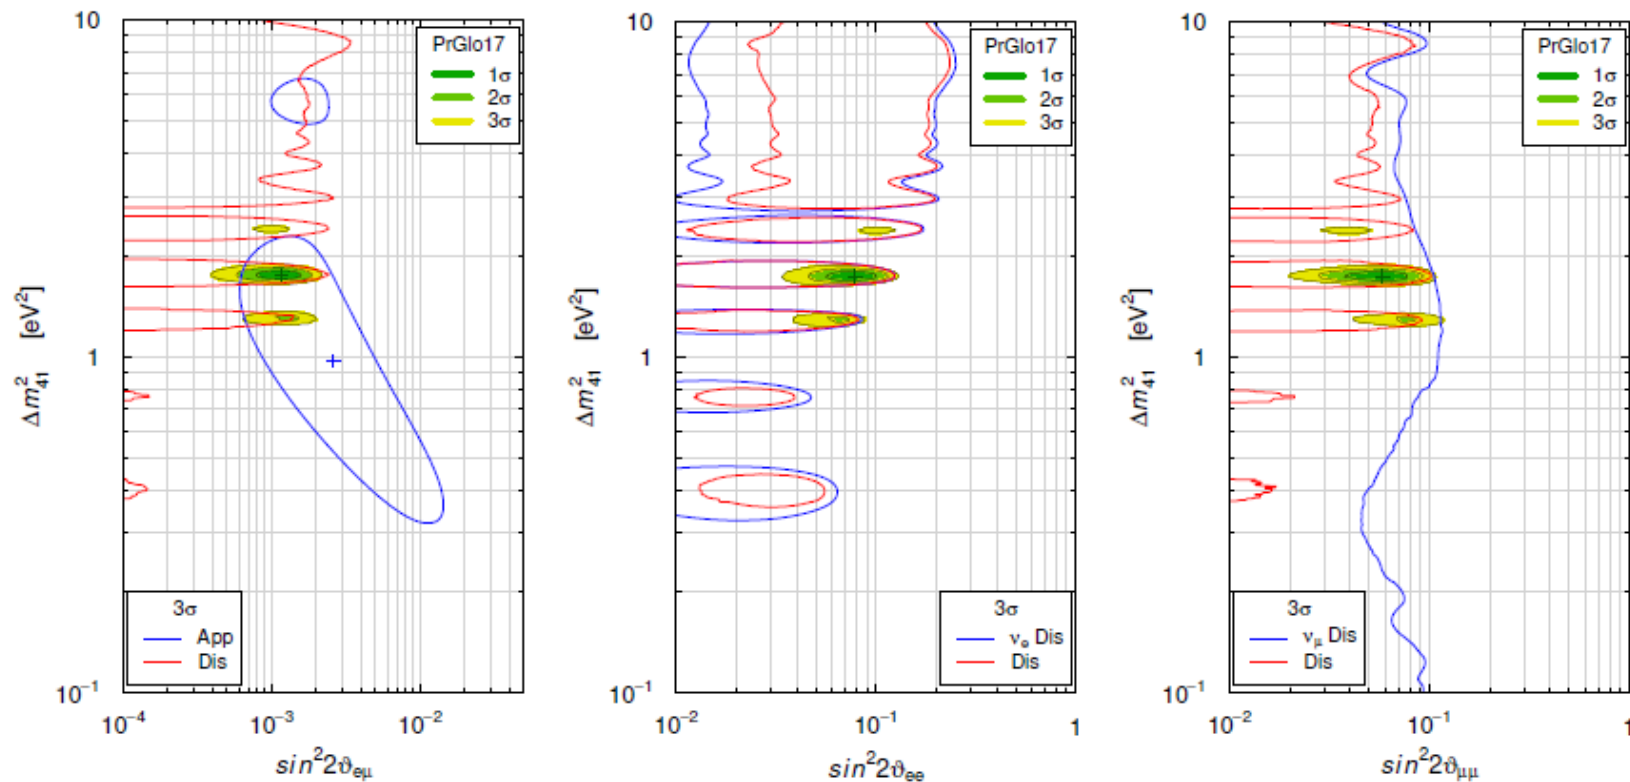 10
PrGlo17
1σ
2σ
3σ
1
10⁻¹
Δm²₄₁ [eV²]
3σ
App
Dis
10⁻⁴
10⁻³
10⁻²
sin²2ϑeμ
10
PrGlo17
1σ
2σ
3σ
1
10⁻¹
Δm²₄₁ [eV²]
3σ
νe Dis
Dis
10⁻²
10⁻¹
1
sin²2ϑee
10
PrGlo17
1σ
2σ
3σ
1
10⁻¹
Δm²₄₁ [eV²]
3σ
νμ Dis
Dis
10⁻²
10⁻¹
1
sin²2ϑμμ